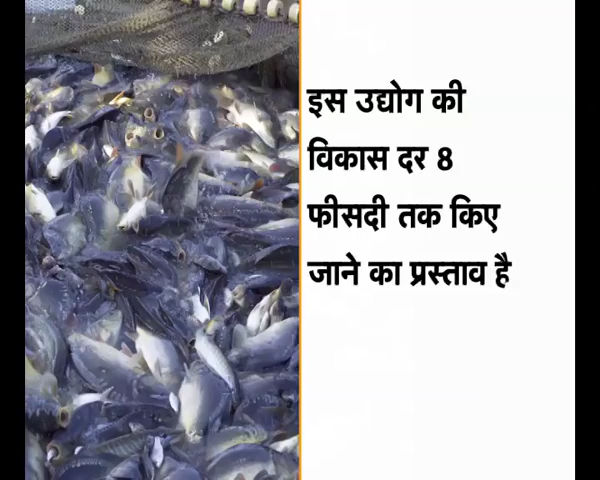 इस उद्योग की
विकास दर 8
फीसदी तक किए
जाने का प्रस्ताव है